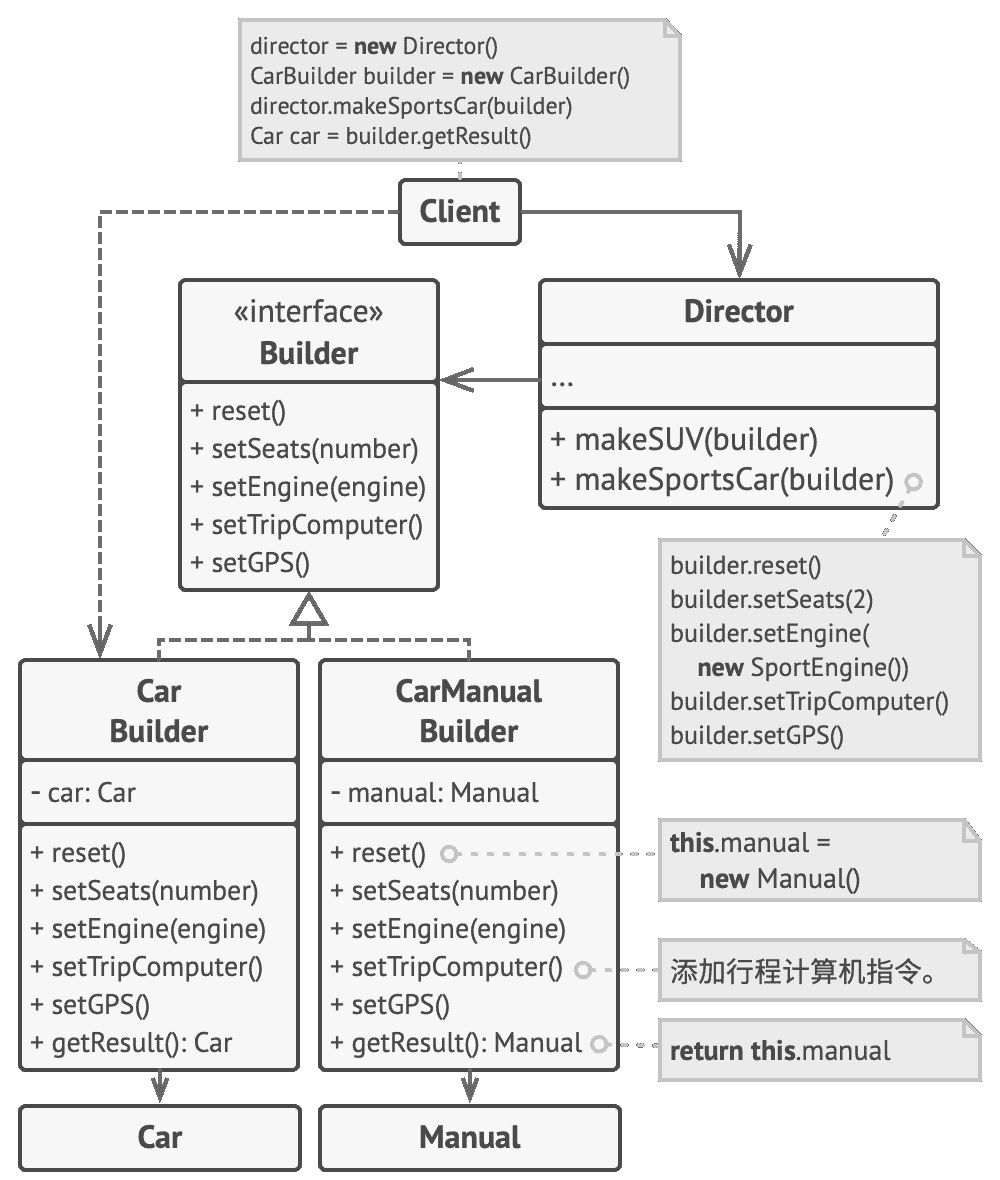 director = new Director()
CarBuilder builder = new CarBuilder()
director.makeSportsCar(builder)
Car car = builder.getResult()
Client
«interface»
Builder
+ reset()
+ setSeats(number)
+ setEngine(engine)
+ setTripComputer()
+ setGPS()
Director
...
+ makeSUV(builder)
+ makeSportsCar(builder)
builder.reset()
builder.setSeats(2)
builder.setEngine(
new SportEngine())
builder.setTripComputer()
builder.setGPS()
Car
Builder
- car: Car
+ reset()
+ setSeats(number)
+ setEngine(engine)
+ setTripComputer()
+ setGPS()
+ getResult(): Car
CarManual
Builder
- manual: Manual
+ reset()
+ setSeats(number)
+ setEngine(engine)
+ setTripComputer()
+ setGPS()
+ getResult(): Manual
this.manual =
new Manual()
添加行程计算机指令。
return this.manual
Car
Manual